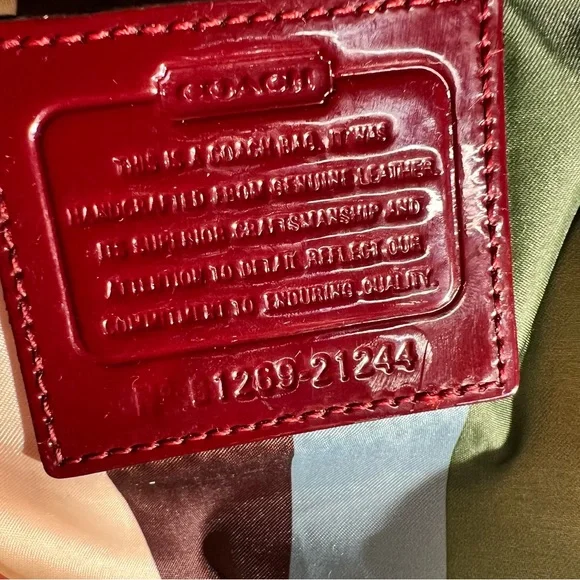 COACH
THIS IS A COACH BAG. IT WAS
HANDCRAFTED FROM GENUINE LEATHER.
ITS SUPERIOR CRAFTSMANSHIP AND
ATTENTION TO DETAIL REFLECT OUR
COMMITMENT TO ENDURING QUALITY.
1269-21244